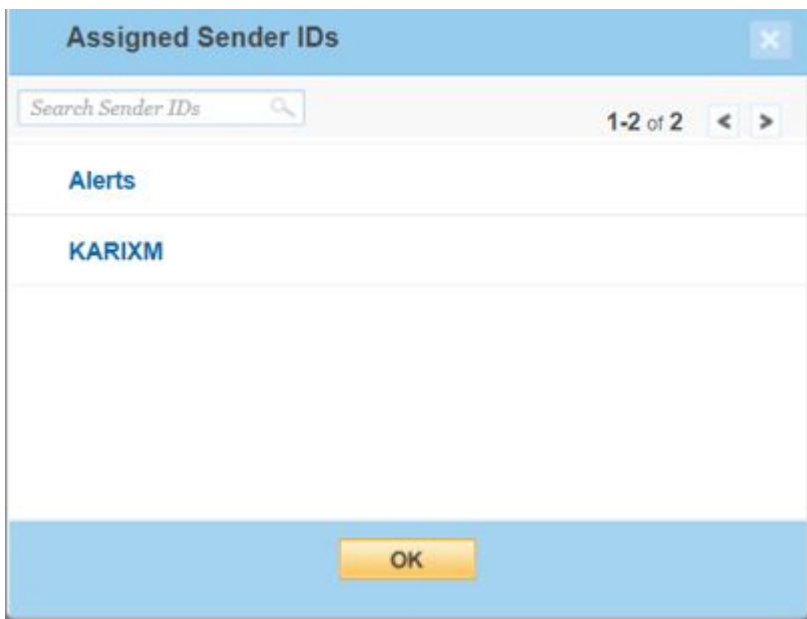 Assigned Sender IDs
Search Sender IDs
1-2 of 2
Alerts
KARIXM
OK